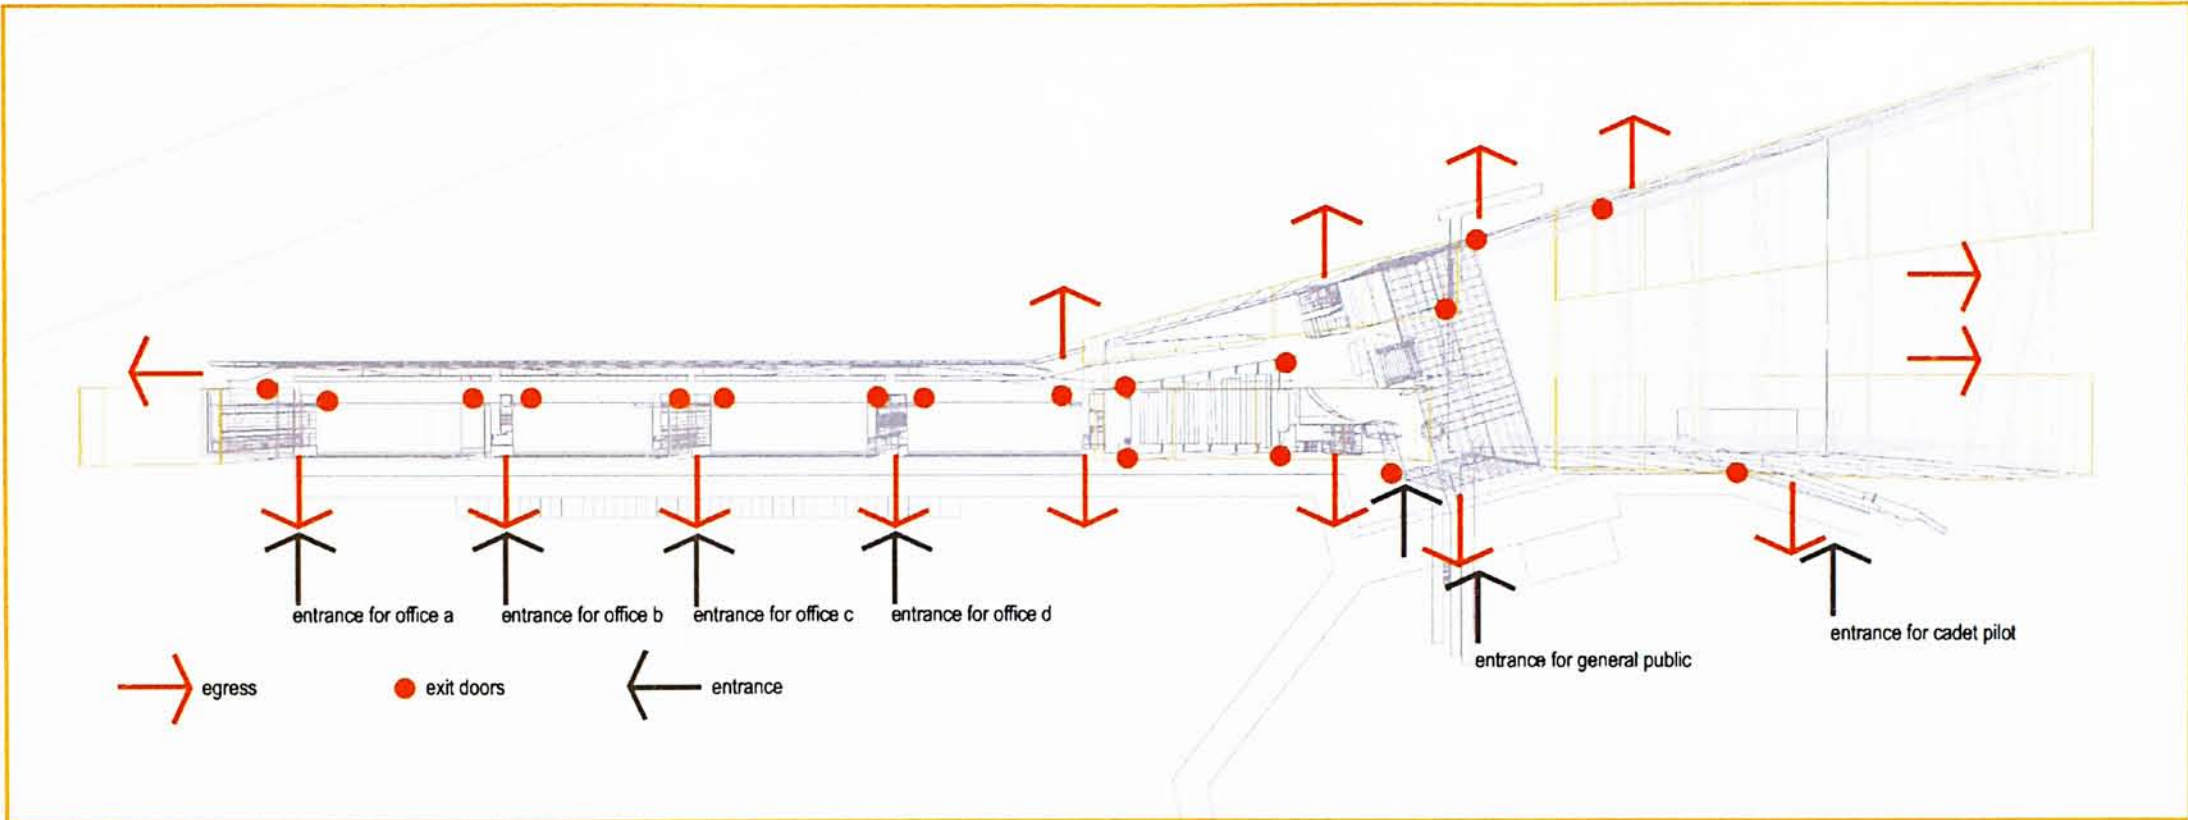 entrance for office a
entrance for office b
entrance for office c
entrance for office d
entrance for general public
entrance for cadet pilot
egress
exit doors
entrance